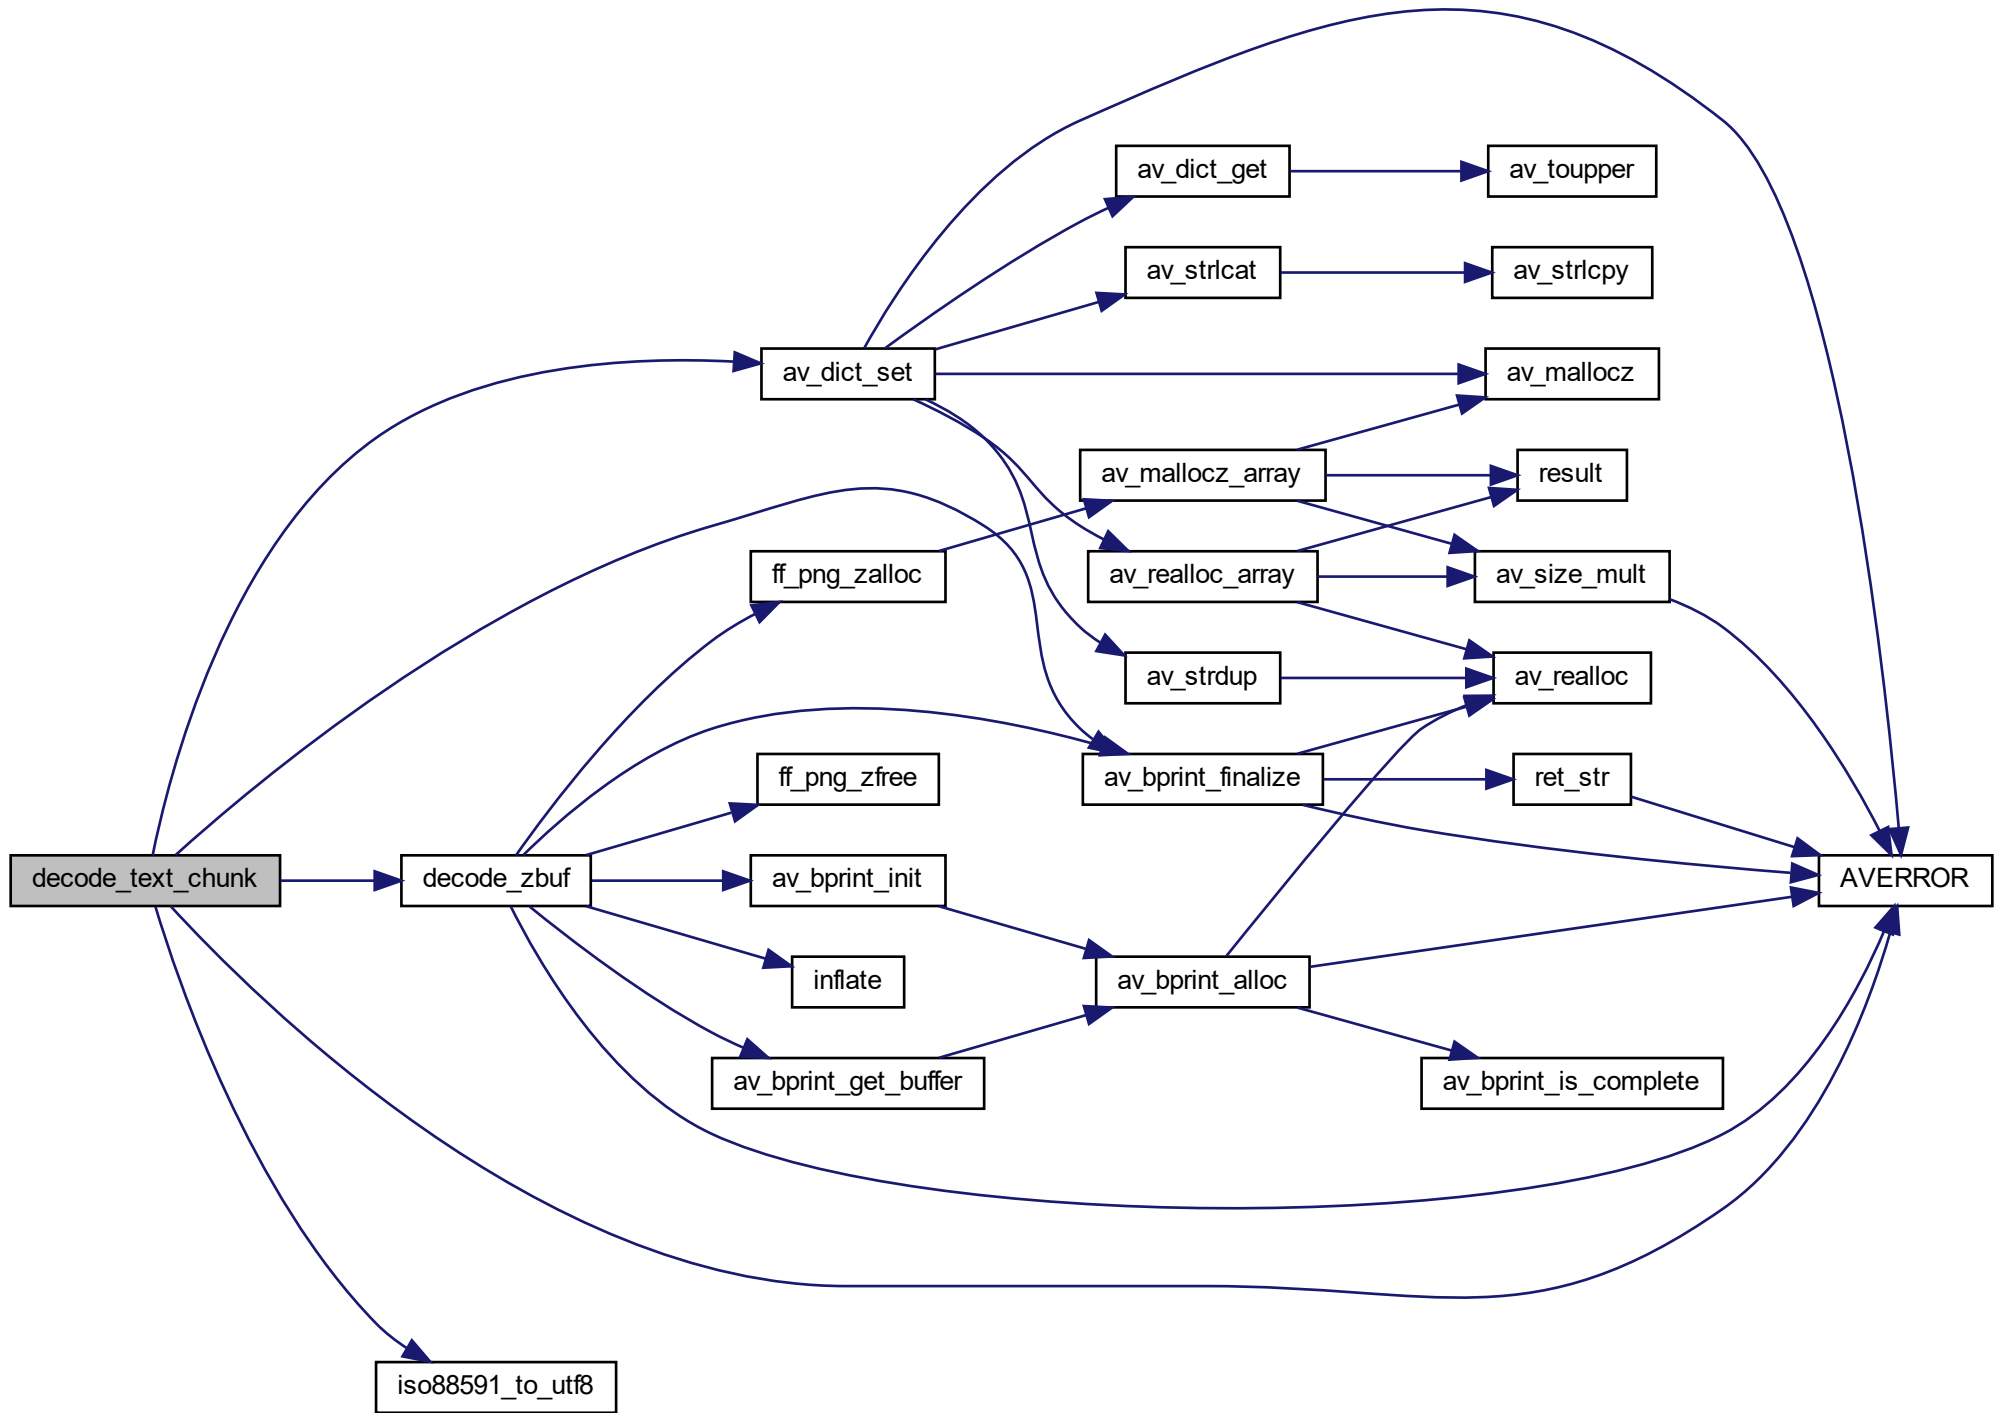 av_dict_get
av_toupper
av_strlcat
av_strlcpy
av_dict_set
av_mallocz
av_mallocz_array
result
ff_png_zalloc
av_realloc_array
av_size_mult
av_strdup
av_realloc
ff_png_zfree
av_bprint_finalize
ret_str
decode_text_chunk
decode_zbuf
av_bprint_init
AVERROR
inflate
av_bprint_alloc
av_bprint_get_buffer
av_bprint_is_complete
iso88591_to_utf8